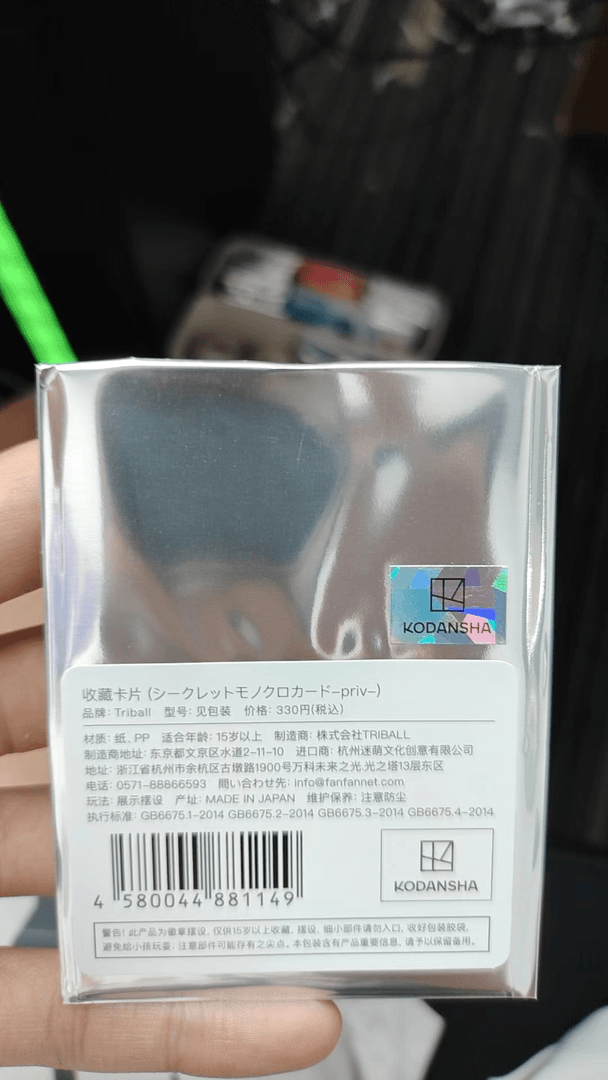 KODANSHA
收藏卡片 (シークレットモノクロカード-priv-)
品牌: Triball 型号: 见包装 价格: 330円(税込)
材质: 纸、PP 适合年龄: 15岁以上 制造商: 株式会社TRIBALL
制造商地址: 东京都文京区水道2-11-10 进口商: 杭州迷萌文化创意有限公司
地址: 浙江省杭州市余杭区古墩路1900号万科未来之光.光之塔13层东区
电话: 0571-88866593 問い合わせ先: info@fanfannet.com
玩法: 展示摆设 产址: MADE IN JAPAN 维护保养: 注意防尘
执行标准: GB6675.1-2014 GB6675.2-2014 GB6675.3-2014 GB6675.4-2014
4 580044 881149
KODANSHA
警告! 此产品为徽章摆设, 仅供15岁以上收藏、摆设, 细小部件请勿入口, 收好包装胶袋,
避免给小孩玩耍: 注意部件可能存有之尖点。本包装含有产品重要信息, 请予以保留备用。